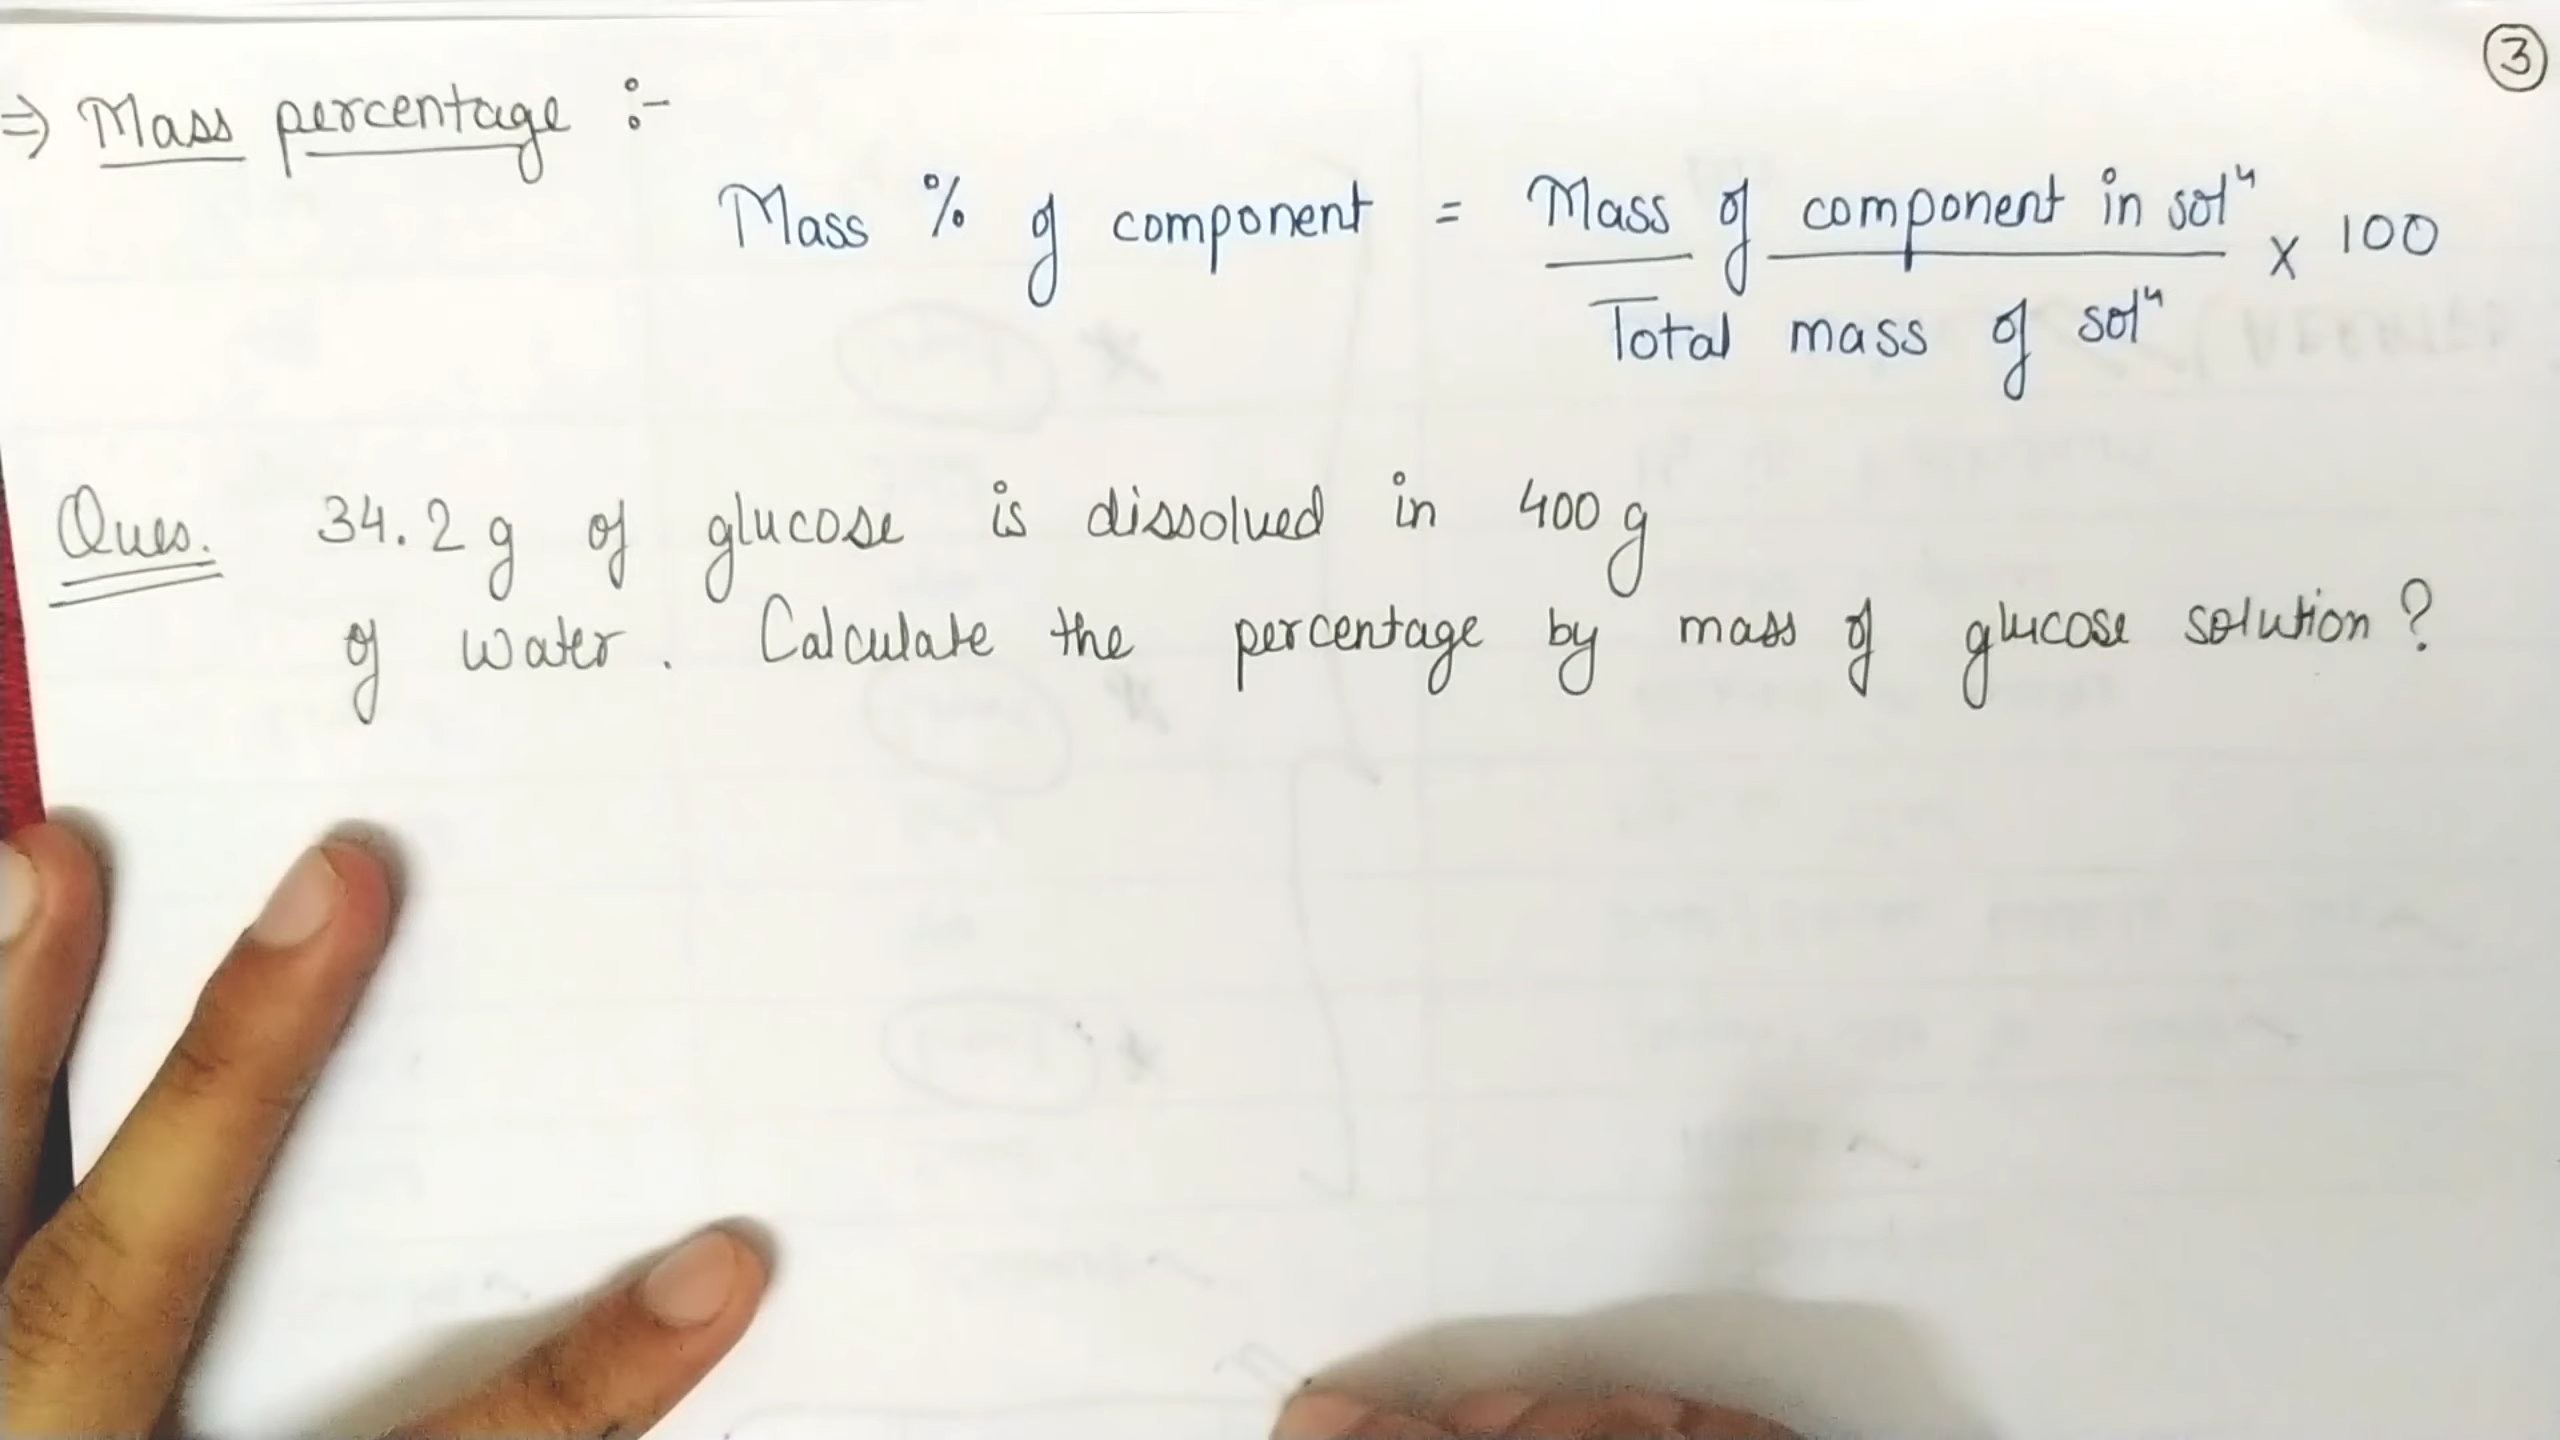 ③
⇒ Mass percentage :-
Mass % of component = Mass of component in solⁿ × 100
Total mass of solⁿ
Ques. 34.2 g of glucose is dissolved in 400 g
of water. Calculate the percentage by mass of glucose solution?